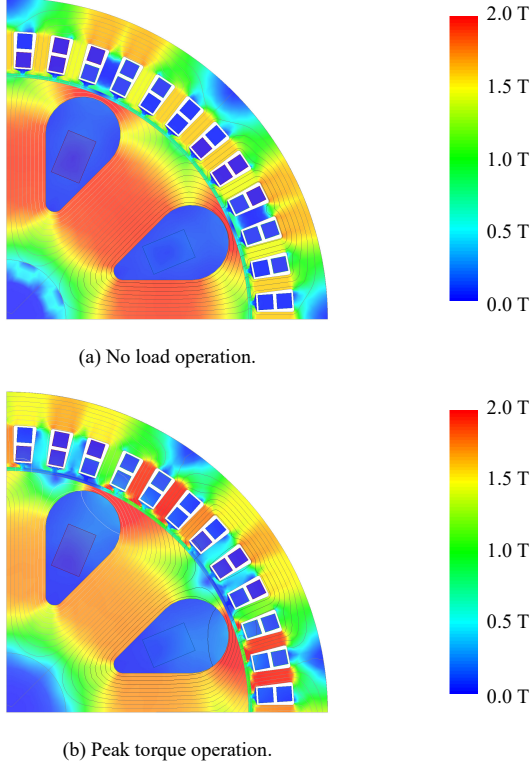 2.0 T
1.5 T
1.0 T
0.5 T
0.0 T
(a) No load operation.
2.0 T
1.5 T
1.0 T
0.5 T
0.0 T
(b) Peak torque operation.